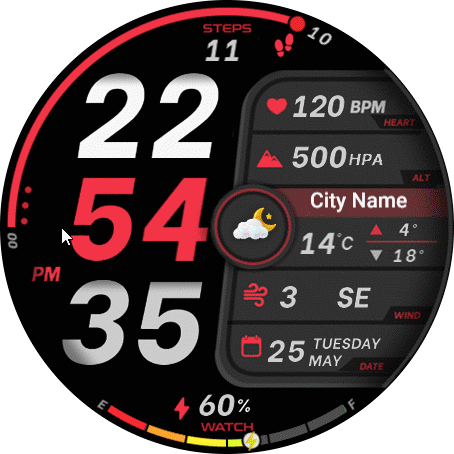 STEPS
11
10
22
54
35
PM
00
120 BPM
HEART
500 HPA
ALT
City Name
14°C
4°
18°
3 SE
WIND
25 TUESDAY
MAY
DATE
E
F
60%
WATCH